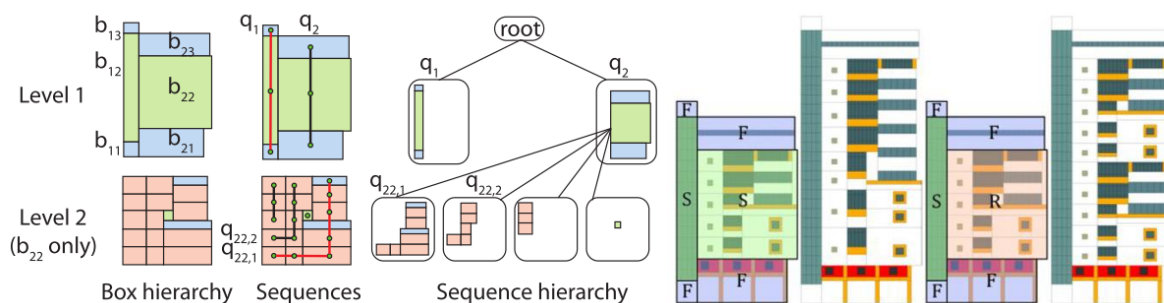 b₁₃
b₁₂
b₁₁
b₂₃
b₂₂
b₂₁
Level 1
Level 2
(b₂₂ only)
Box hierarchy
q₁
q₂
q₂₂,₂
q₂₂,₁
Sequences
root
q₁
q₂
q₂₂,₁
q₂₂,₂
Sequence hierarchy
F
F
S
S
F
F
F
F
S
R
F
F